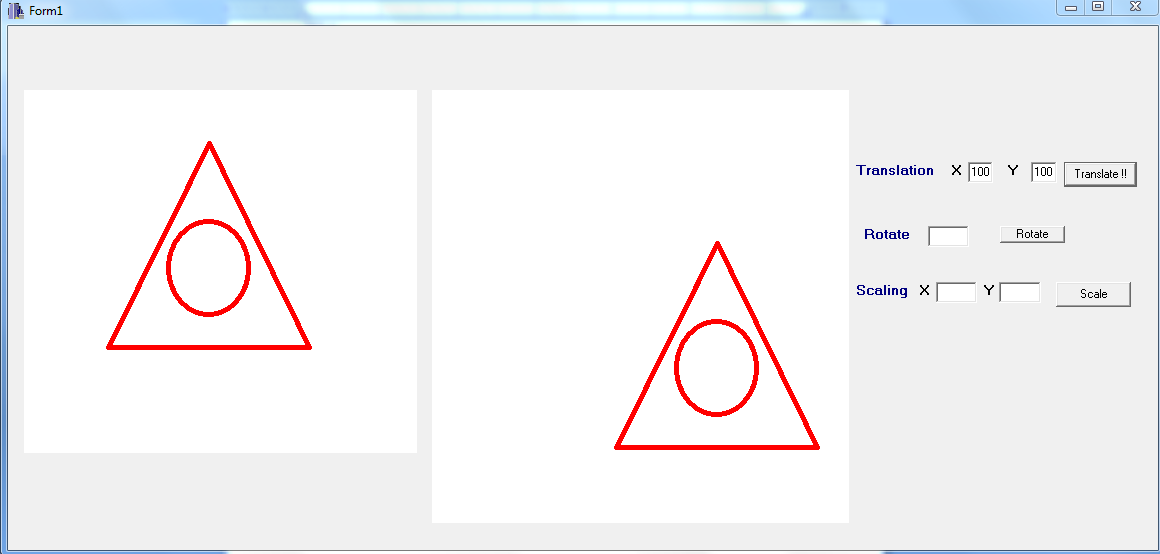 Form1
Translation X 100 Y 100 Translate !!
Rotate Rotate
Scaling X Y Scale